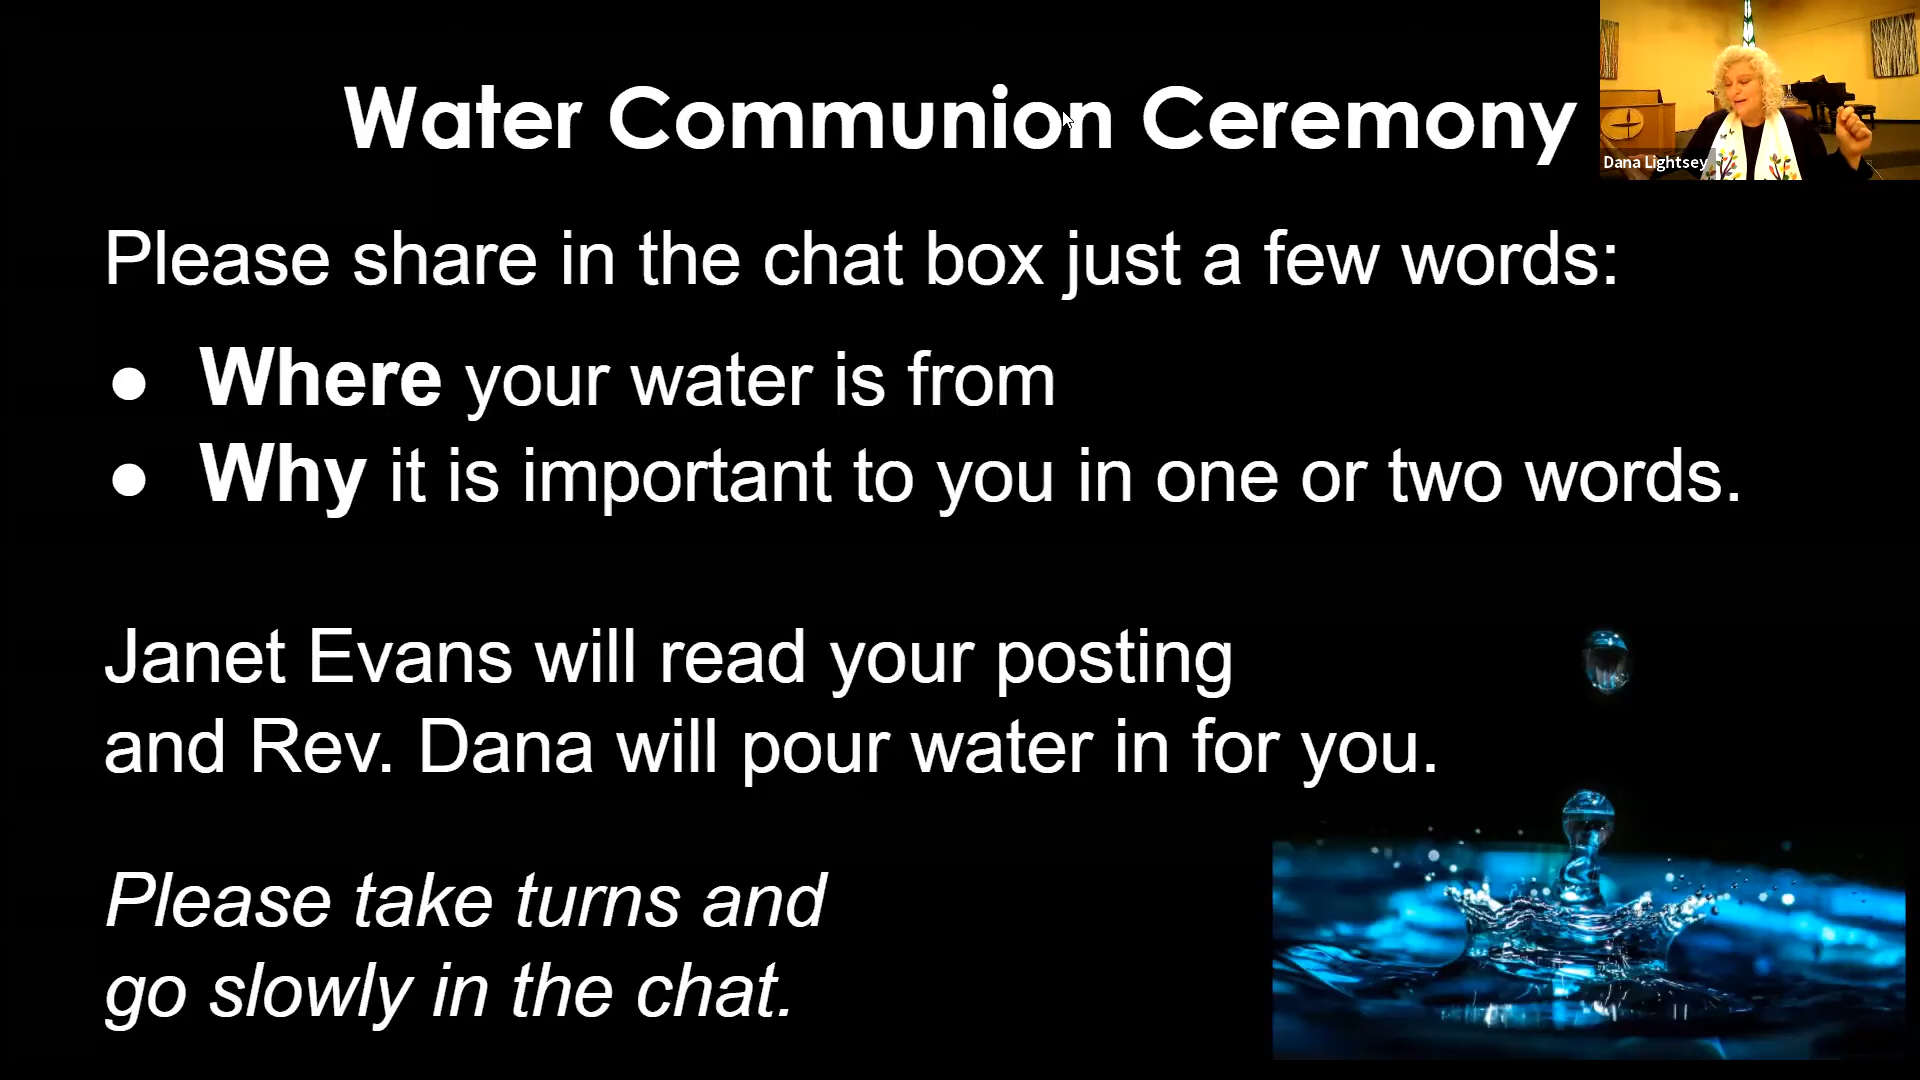 Water Communion Ceremony
Dana Lightsey
Please share in the chat box just a few words:
● Where your water is from
● Why it is important to you in one or two words.
Janet Evans will read your posting
and Rev. Dana will pour water in for you.
Please take turns and
go slowly in the chat.